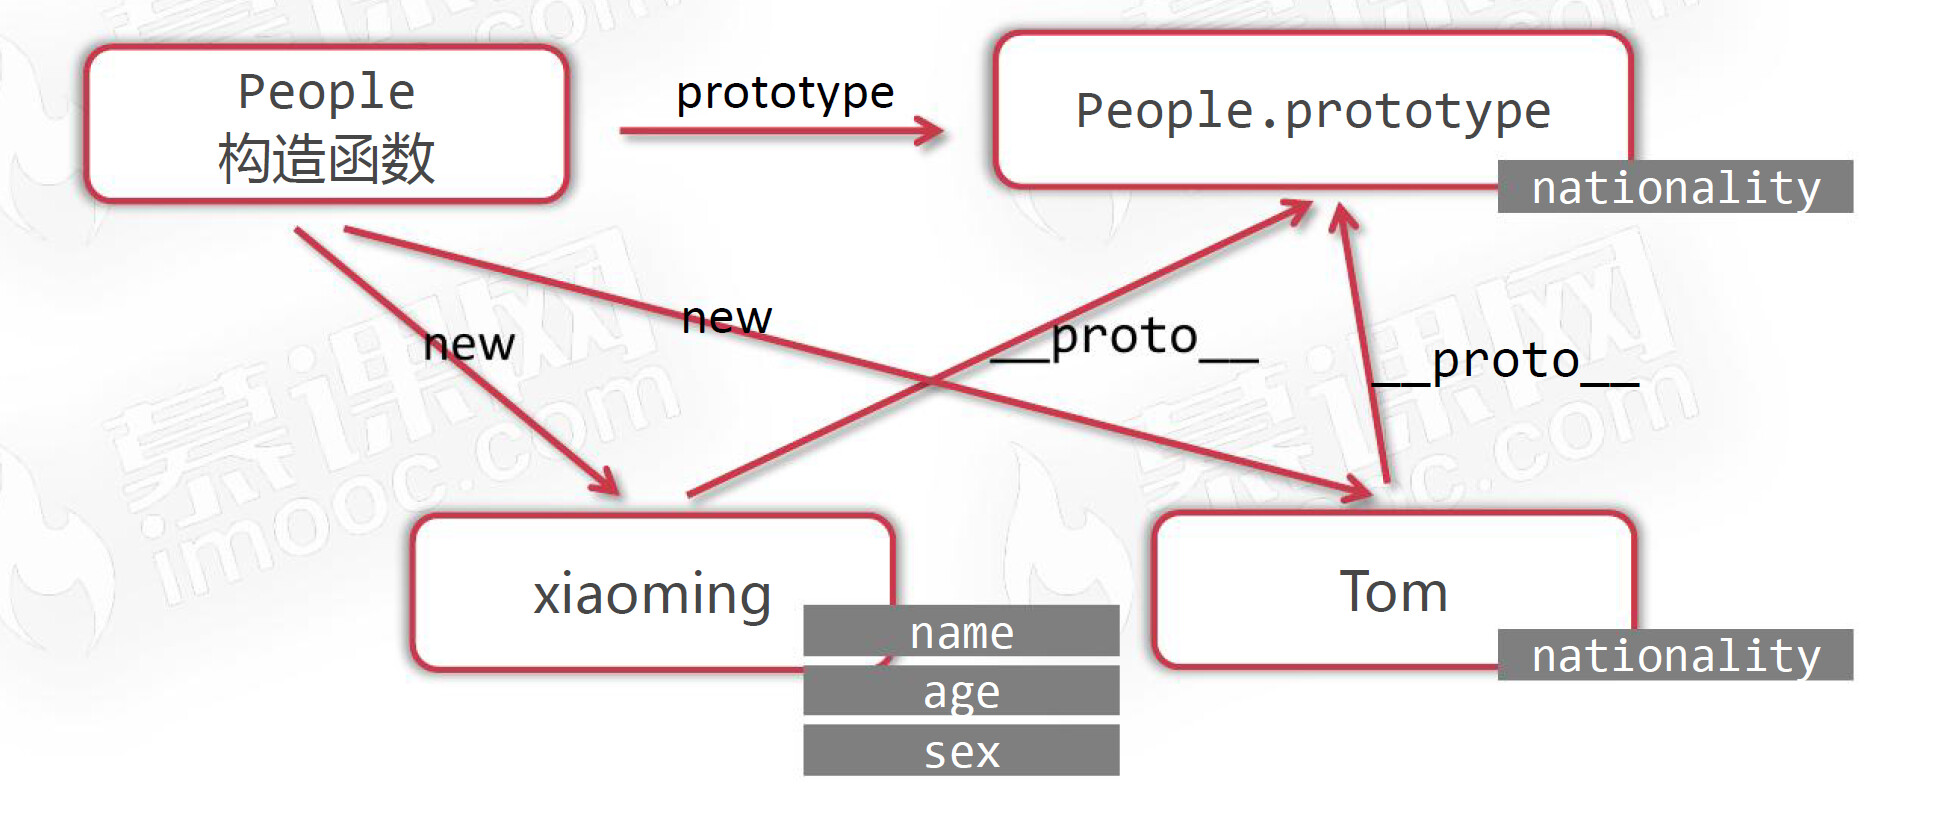 People
构造函数
prototype
People.prototype
nationality
new
new
__proto__
__proto__
xiaoming
name
age
sex
Tom
nationality
慕课网
imooc.com
慕课网
imooc.com